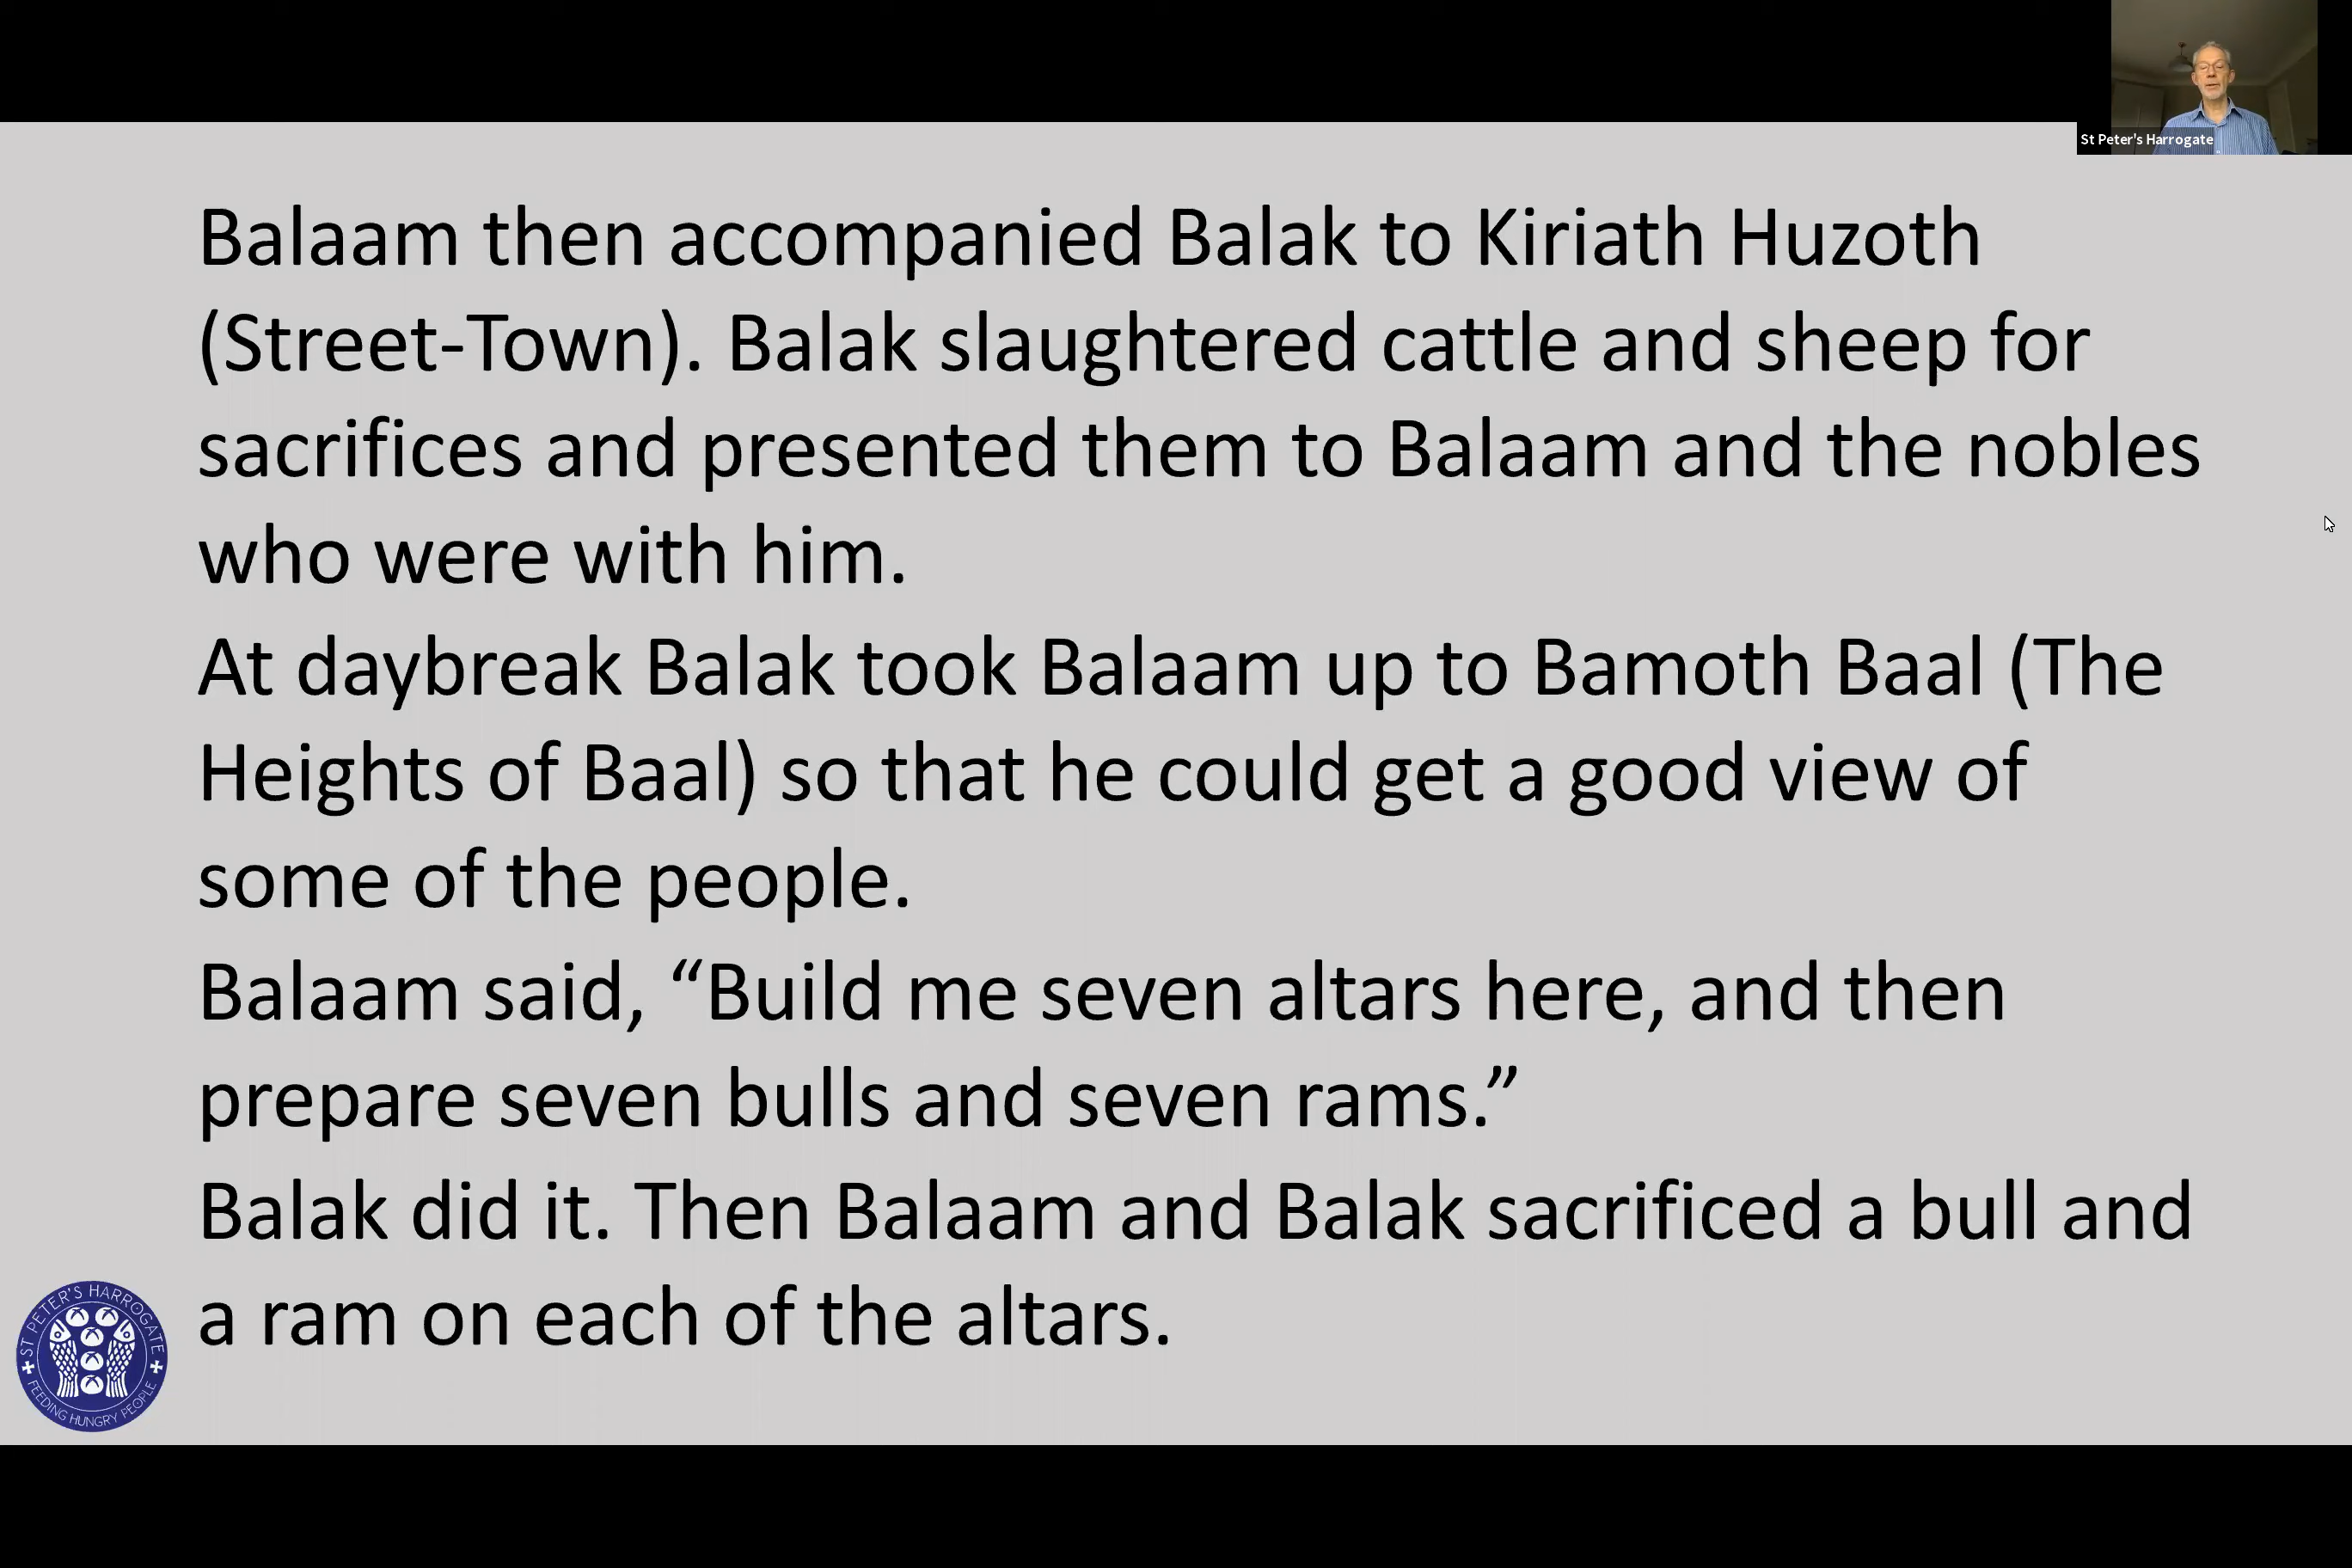 St Peter's Harrogate
Balaam then accompanied Balak to Kiriath Huzoth
(Street-Town). Balak slaughtered cattle and sheep for
sacrifices and presented them to Balaam and the nobles
who were with him.
At daybreak Balak took Balaam up to Bamoth Baal (The
Heights of Baal) so that he could get a good view of
some of the people.
Balaam said, “Build me seven altars here, and then
prepare seven bulls and seven rams.”
Balak did it. Then Balaam and Balak sacrificed a bull and
a ram on each of the altars.
ST PETER'S HARROGATE
FEEDING HUNGRY PEOPLE